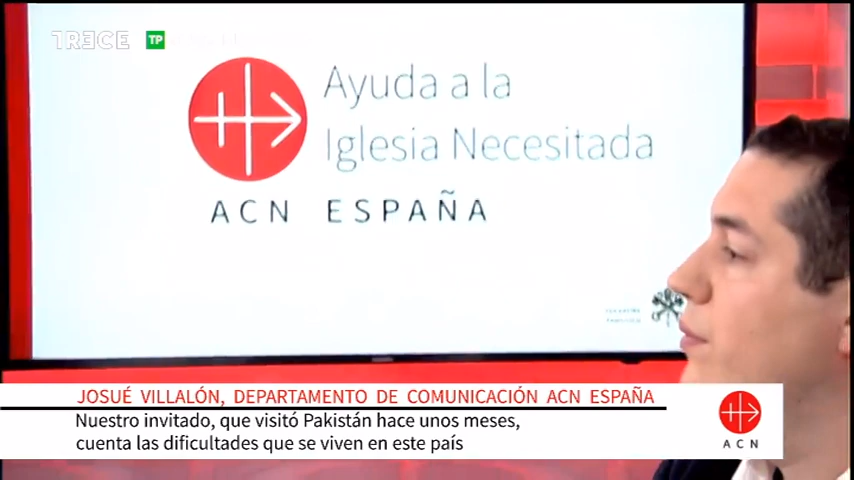 TRECE TP
Ayuda a la
Iglesia Necesitada
ACN ESPAÑA
JOSUÉ VILLALÓN, DEPARTAMENTO DE COMUNICACIÓN ACN ESPAÑA
Nuestro invitado, que visitó Pakistán hace unos meses,
cuenta las dificultades que se viven en este país
ACN